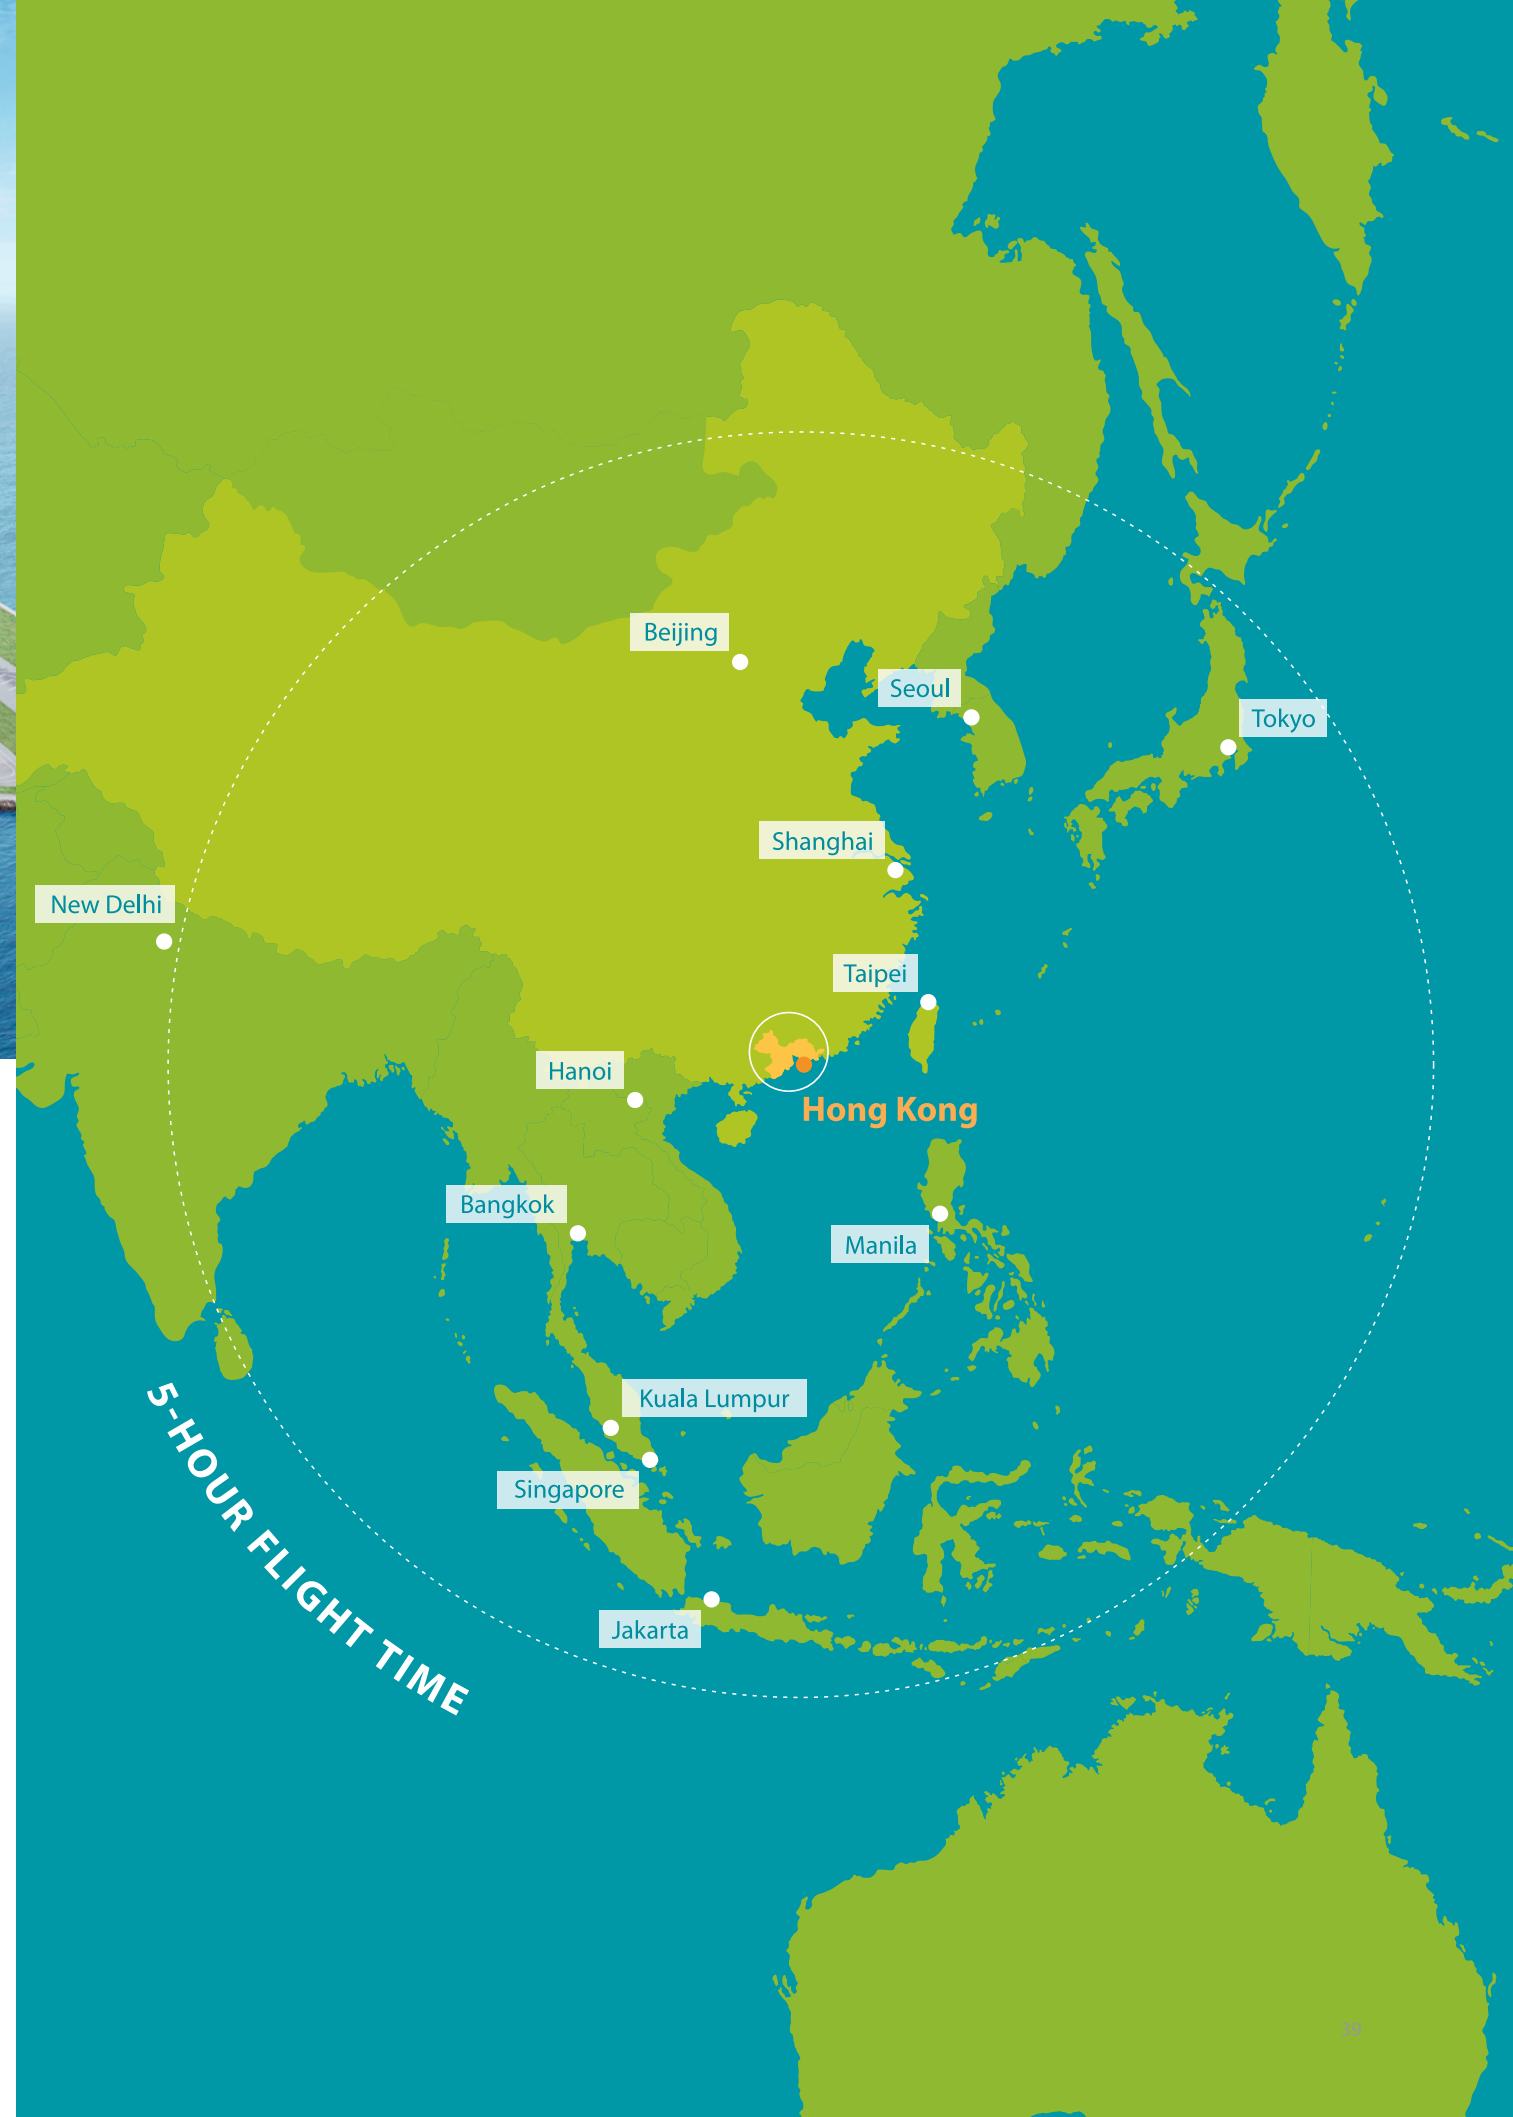 Beijing
Seoul
Tokyo
Shanghai
New Delhi
Taipei
Hanoi
Hong Kong
Bangkok
Manila
Kuala Lumpur
Singapore
5-HOUR FLIGHT TIME
Jakarta
39